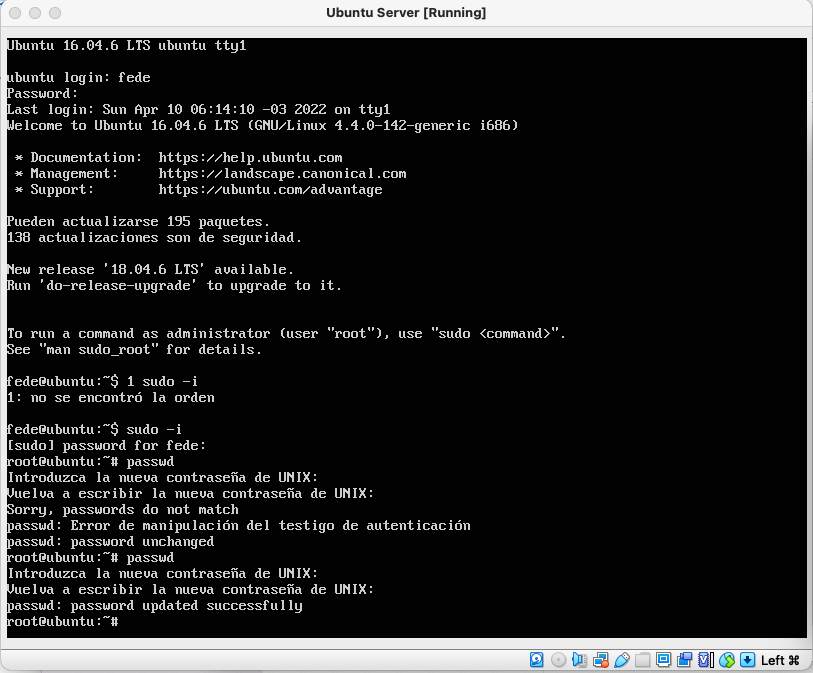 Ubuntu Server [Running]
Ubuntu 16.04.6 LTS ubuntu tty1
ubuntu login: fede
Password:
Last login: Sun Apr 10 06:14:10 -03 2022 on tty1
Welcome to Ubuntu 16.04.6 LTS (GNU/Linux 4.4.0-142-generic i686)
* Documentation:  https://help.ubuntu.com
* Management:     https://landscape.canonical.com
* Support:        https://ubuntu.com/advantage
Pueden actualizarse 195 paquetes.
138 actualizaciones son de seguridad.
New release '18.04.6 LTS' available.
Run 'do-release-upgrade' to upgrade to it.
To run a command as administrator (user "root"), use "sudo <command>".
See "man sudo_root" for details.
fede@ubuntu:~$ 1 sudo -i
1: no se encontró la orden
fede@ubuntu:~$ sudo -i
[sudo] password for fede:
root@ubuntu:~# passwd
Introduzca la nueva contraseña de UNIX:
Vuelva a escribir la nueva contraseña de UNIX:
Sorry, passwords do not match
passwd: Error de manipulación del testigo de autenticación
passwd: password unchanged
root@ubuntu:~# passwd
Introduzca la nueva contraseña de UNIX:
Vuelva a escribir la nueva contraseña de UNIX:
passwd: password updated successfully
root@ubuntu:~#
Left ⌘